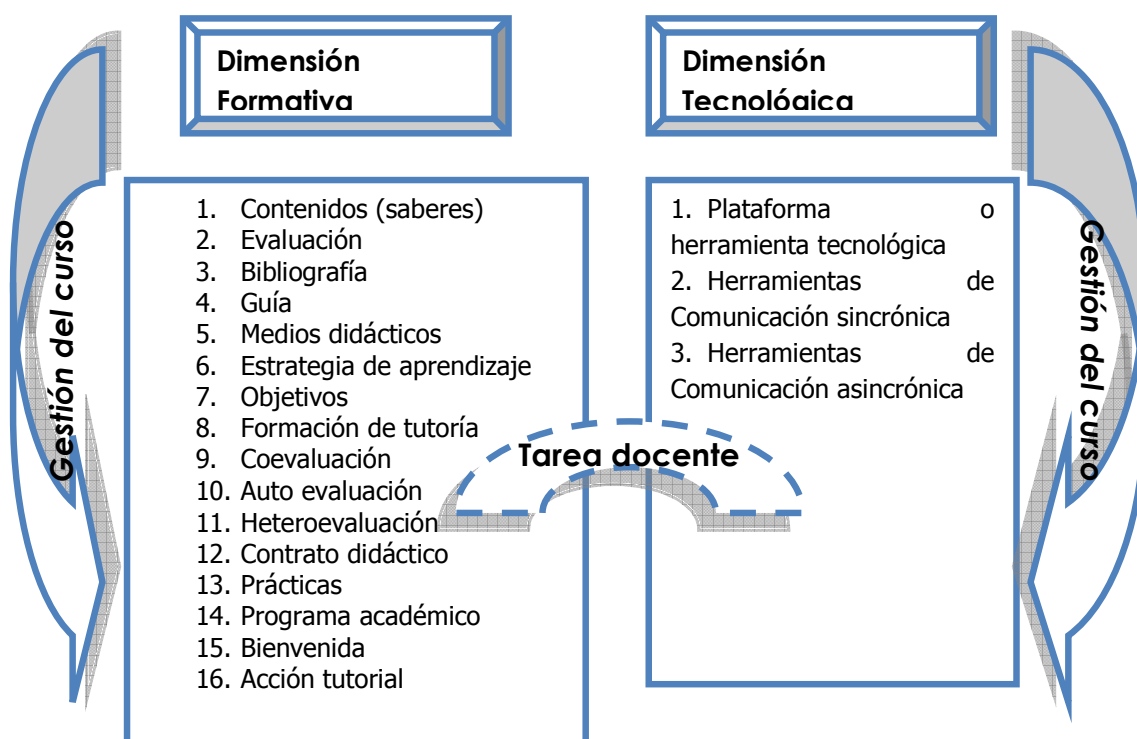 Dimensión
Formativa
Dimensión
Tecnológica
Gestión del curso
1. Contenidos (saberes)
2. Evaluación
3. Bibliografía
4. Guía
5. Medios didácticos
6. Estrategia de aprendizaje
7. Objetivos
8. Formación de tutoría
9. Coevaluación
10. Auto evaluación
11. Heteroevaluación
12. Contrato didáctico
13. Prácticas
14. Programa académico
15. Bienvenida
16. Acción tutorial
Tarea docente
1. Plataforma o
herramienta tecnológica
2. Herramientas de
Comunicación sincrónica
3. Herramientas de
Comunicación asincrónica
Gestión del curso